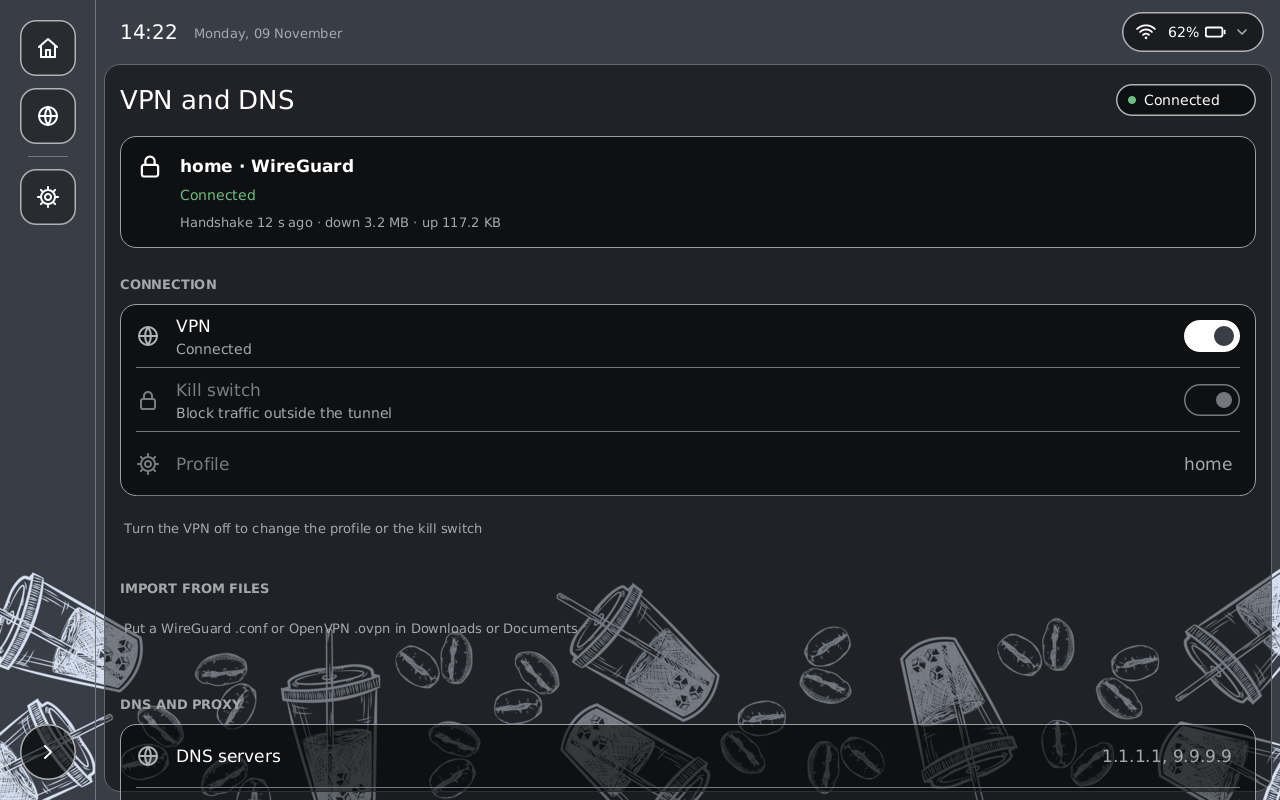 14:22 Monday, 09 November
62%
VPN and DNS
Connected
home · WireGuard
Connected
Handshake 12 s ago · down 3.2 MB · up 117.2 KB
CONNECTION
VPN
Connected
Kill switch
Block traffic outside the tunnel
Profile home
Turn the VPN off to change the profile or the kill switch
IMPORT FROM FILES
Put a WireGuard .conf or OpenVPN .ovpn in Downloads or Documents
DNS AND PROXY
DNS servers 1.1.1.1, 9.9.9.9